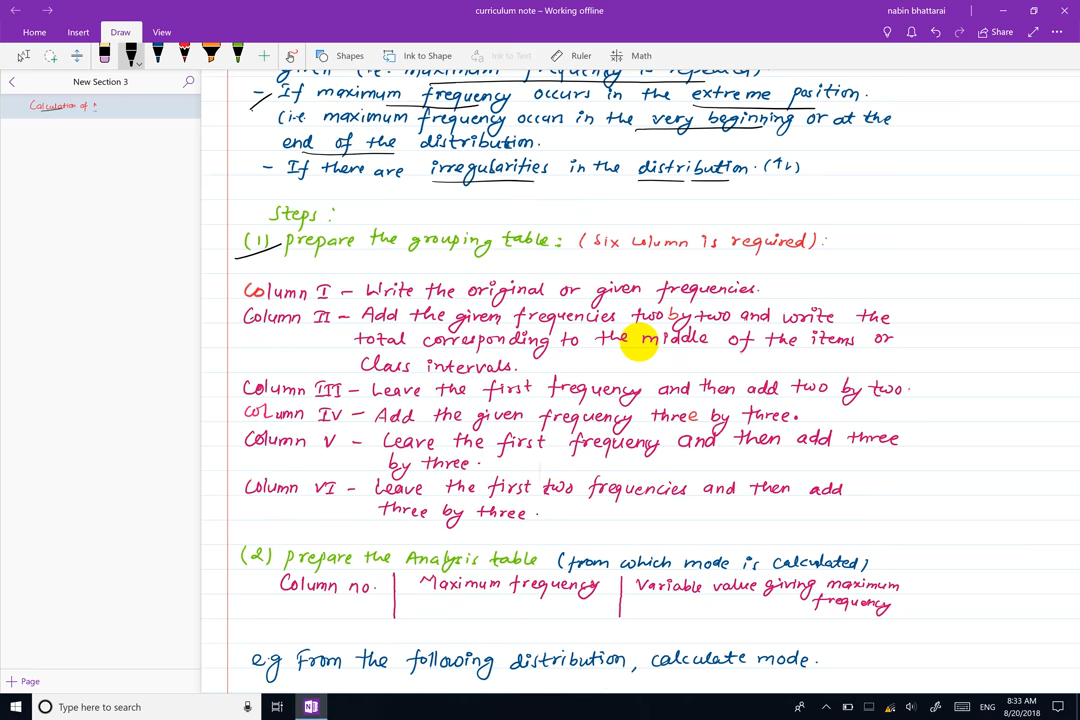 curriculum note – Working offline
nabin bhattarai
Home Insert Draw View
Shapes Ink to Shape Ink to Text Ruler Math Share
New Section 3
Calculation of
given (i.e. maximum frequency is repeated)
- If maximum frequency occurs in the extreme position.
(i.e maximum frequency occurs in the very beginning or at the
end of the distribution.
- If there are irregularities in the distribution. (↑↓)
Steps :
(1) prepare the grouping table: (six column is required):
Column I - Write the original or given frequencies.
Column II - Add the given frequencies two by two and write the
total corresponding to the middle of the items or
Class intervals.
Column III - Leave the first frequency and then add two by two.
Column IV - Add the given frequency three by three.
Column V - Leave the first frequency and then add three
by three.
Column VI - Leave the first two frequencies and then add
three by three.
(2) prepare the Analysis table (from which mode is calculated)
Column no. Maximum frequency Variable value giving maximum
frequency
e.g From the following distribution, calculate mode.
+ Page
Type here to search
ENG
8:33 AM
8/20/2018